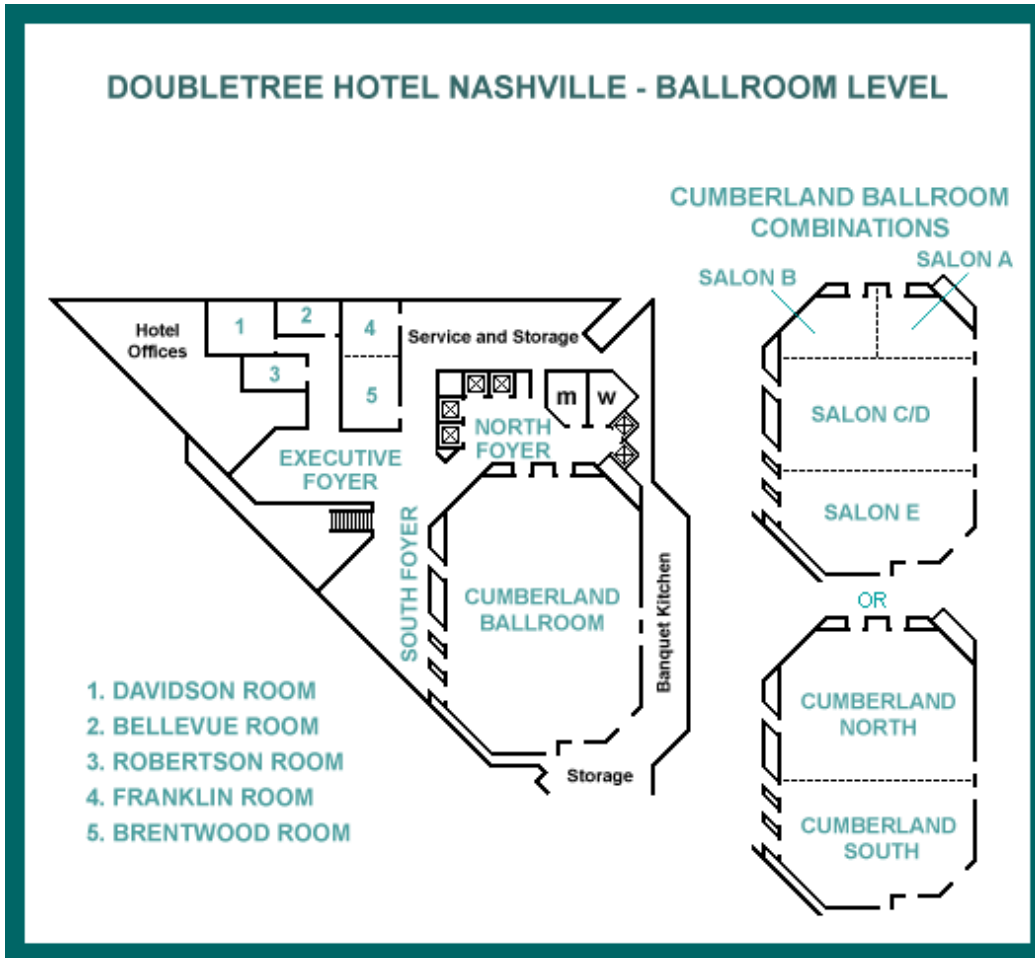 DOUBLETREE HOTEL NASHVILLE - BALLROOM LEVEL
CUMBERLAND BALLROOM
COMBINATIONS
SALON A
SALON B
SALON C/D
SALON E
OR
CUMBERLAND
NORTH
CUMBERLAND
SOUTH
Hotel
Offices
1
2
3
4
5
Service and Storage
m
w
NORTH
FOYER
EXECUTIVE
FOYER
SOUTH FOYER
CUMBERLAND
BALLROOM
Banquet Kitchen
Storage
1. DAVIDSON ROOM
2. BELLEVUE ROOM
3. ROBERTSON ROOM
4. FRANKLIN ROOM
5. BRENTWOOD ROOM